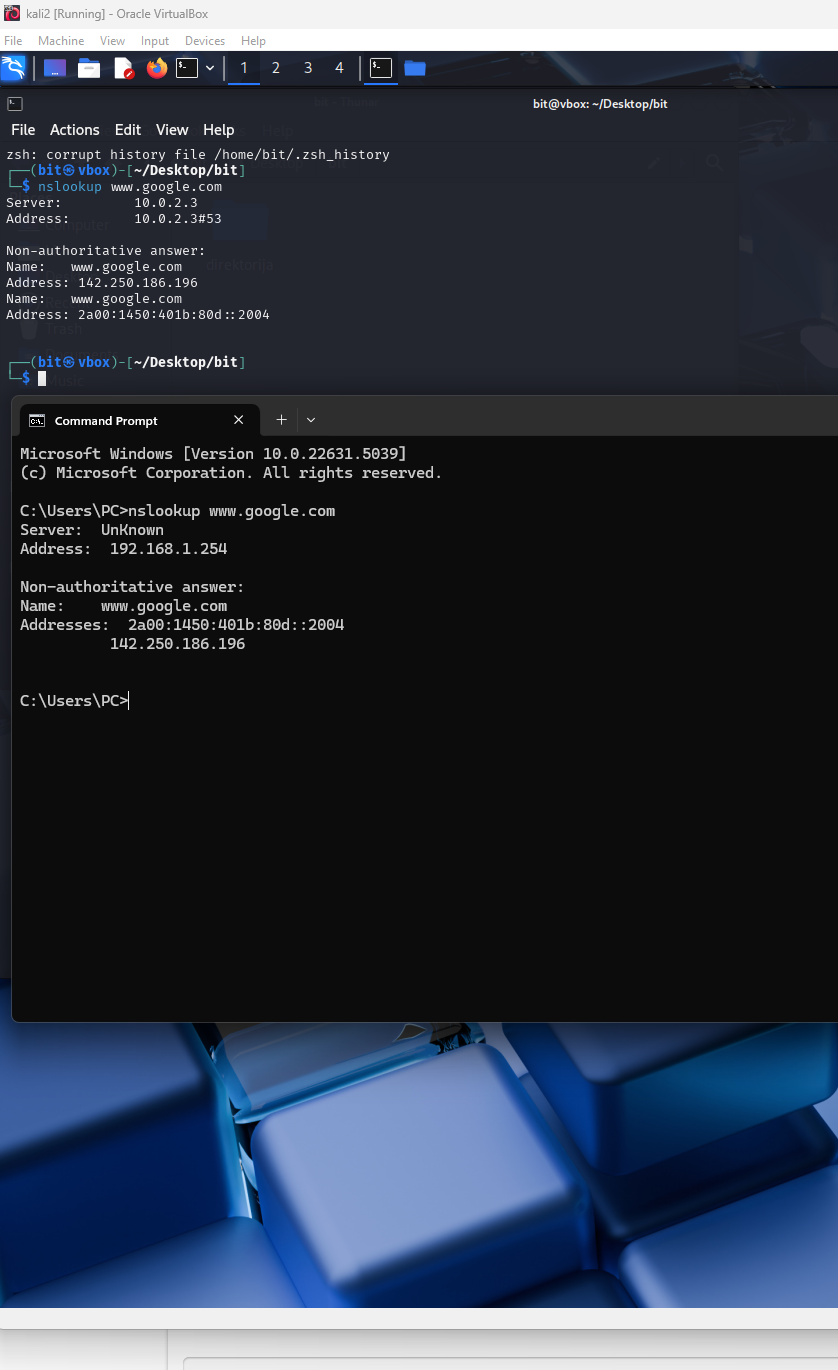 kali2 [Running] - Oracle VirtualBox
File Machine View Input Devices Help
1 2 3 4
bit@vbox: ~/Desktop/bit
File Actions Edit View Help
zsh: corrupt history file /home/bit/.zsh_history
┌──(bit㉿vbox)-[~/Desktop/bit]
└─$ nslookup www.google.com
Server: 10.0.2.3
Address: 10.0.2.3#53
Non-authoritative answer:
Name: www.google.com
Address: 142.250.186.196
Name: www.google.com
Address: 2a00:1450:401b:80d::2004
┌──(bit㉿vbox)-[~/Desktop/bit]
└─$
Computer
direktorija
Trash
Command Prompt
Microsoft Windows [Version 10.0.22631.5039]
(c) Microsoft Corporation. All rights reserved.
C:\Users\PC>nslookup www.google.com
Server: UnKnown
Address: 192.168.1.254
Non-authoritative answer:
Name: www.google.com
Addresses: 2a00:1450:401b:80d::2004
142.250.186.196
C:\Users\PC>